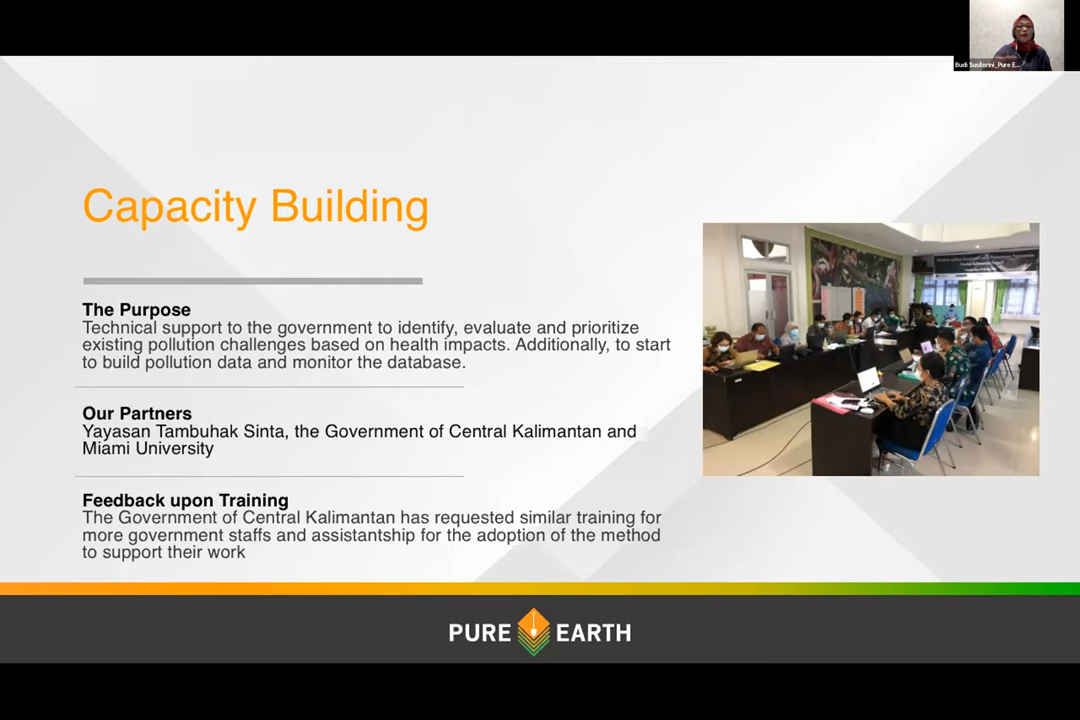 Budi Susilorini_Pure E...
Capacity Building
The Purpose
Technical support to the government to identify, evaluate and prioritize
existing pollution challenges based on health impacts. Additionally, to start
to build pollution data and monitor the database.
Our Partners
Yayasan Tambuhak Sinta, the Government of Central Kalimantan and
Miami University
Feedback upon Training
The Government of Central Kalimantan has requested similar training for
more government staffs and assistantship for the adoption of the method
to support their work
PURE EARTH